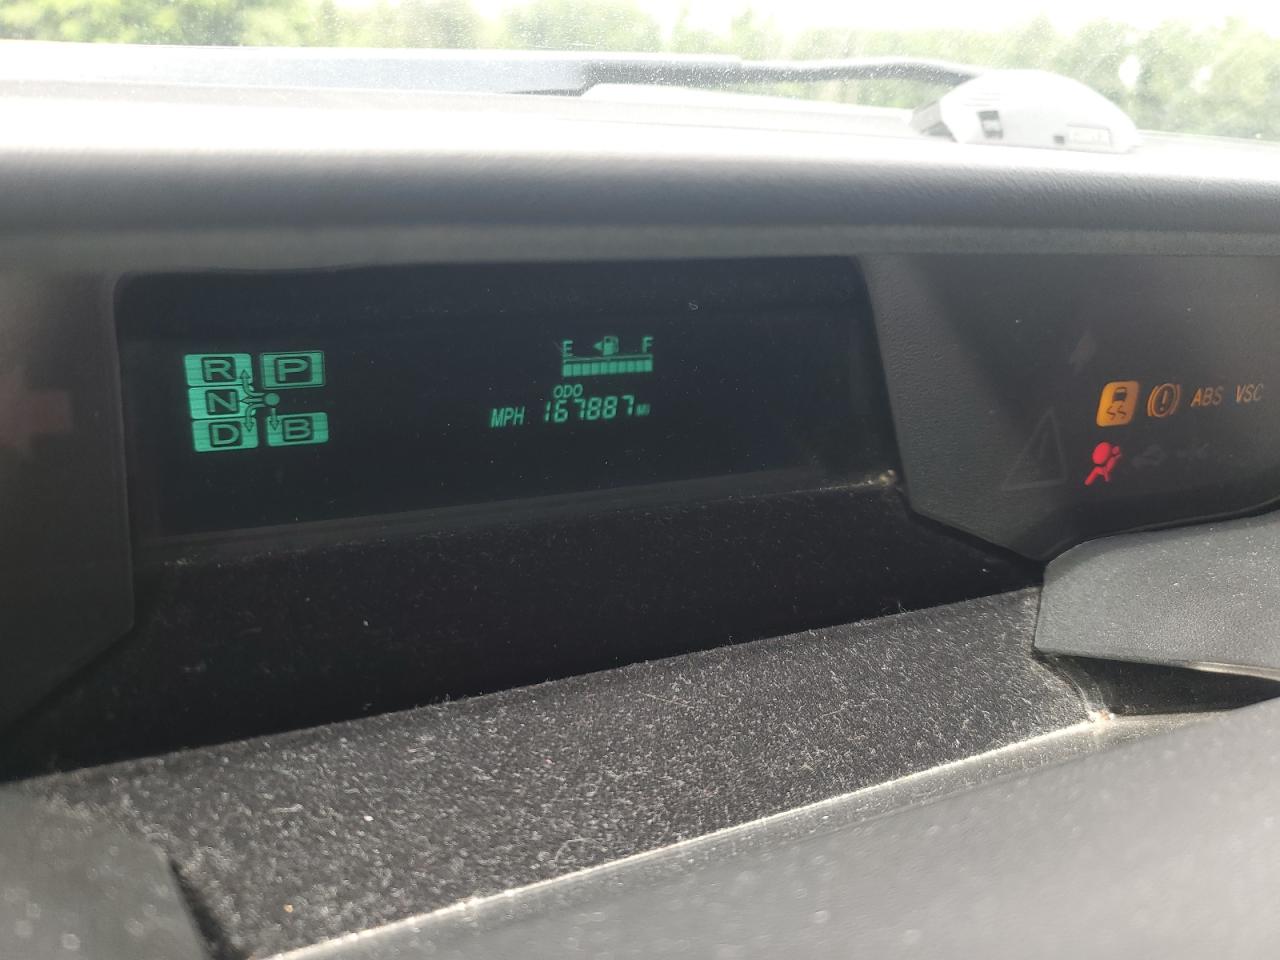 R P
N
D B
E F
ODO
MPH 167887 MI
ABS VSC